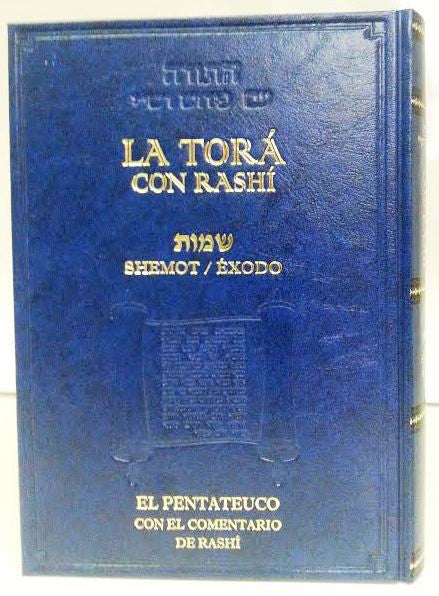 התורה
עם פירוש רש״י
LA TORÁ
CON RASHÍ
שמות
SHEMOT / ÉXODO
EL PENTATEUCO
CON EL COMENTARIO
DE RASHÍ